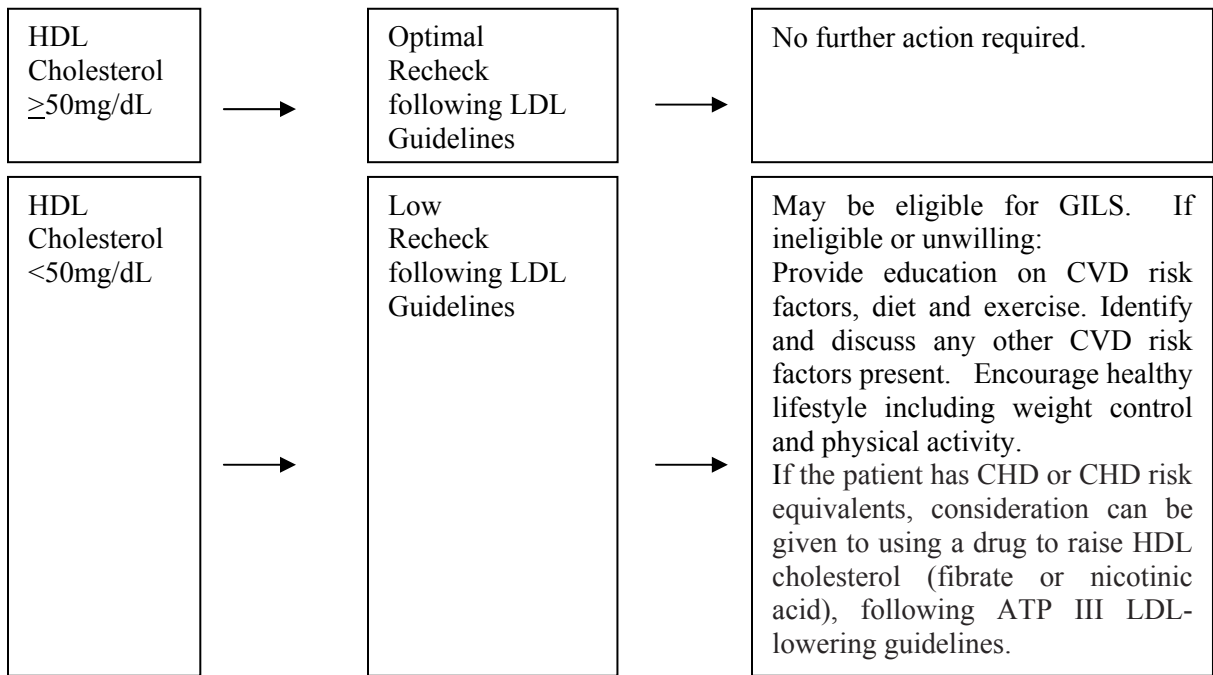 HDL
Cholesterol
≥50mg/dL
Optimal
Recheck
following LDL
Guidelines
No further action required.
HDL
Cholesterol
<50mg/dL
Low
Recheck
following LDL
Guidelines
May be eligible for GILS. If
ineligible or unwilling:
Provide education on CVD risk
factors, diet and exercise. Identify
and discuss any other CVD risk
factors present. Encourage healthy
lifestyle including weight control
and physical activity.
If the patient has CHD or CHD risk
equivalents, consideration can be
given to using a drug to raise HDL
cholesterol (fibrate or nicotinic
acid), following ATP III LDL-
lowering guidelines.